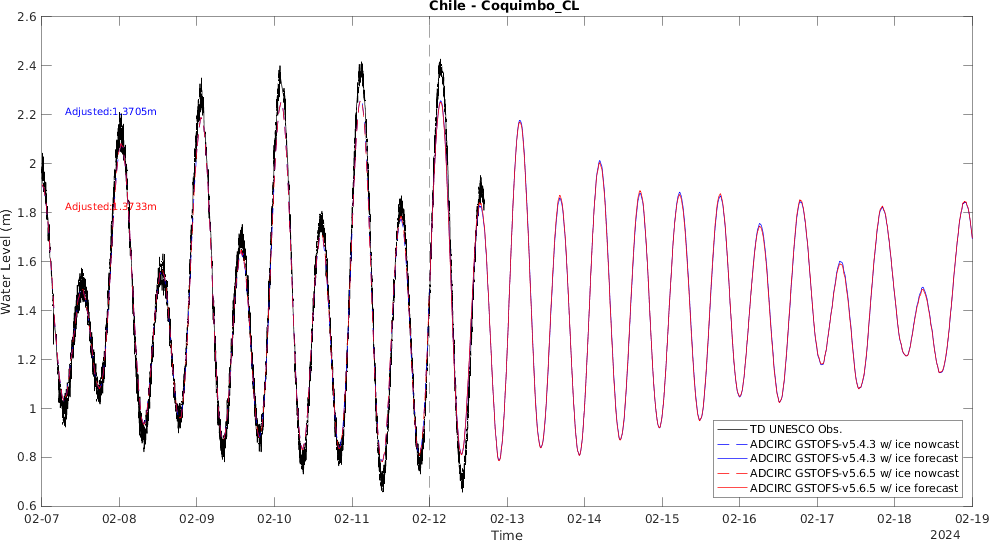 Chile - Coquimbo_CL
2.6
2.4
2.2
2
1.8
1.6
1.4
1.2
1
0.8
0.6
Water Level (m)
Adjusted:1.3705m
Adjusted:1.3733m
TD UNESCO Obs.
ADCIRC GSTOFS-v5.4.3 w/ ice nowcast
ADCIRC GSTOFS-v5.4.3 w/ ice forecast
ADCIRC GSTOFS-v5.6.5 w/ ice nowcast
ADCIRC GSTOFS-v5.6.5 w/ ice forecast
02-07 02-08 02-09 02-10 02-11 02-12 02-13 02-14 02-15 02-16 02-17 02-18 02-19
Time
2024